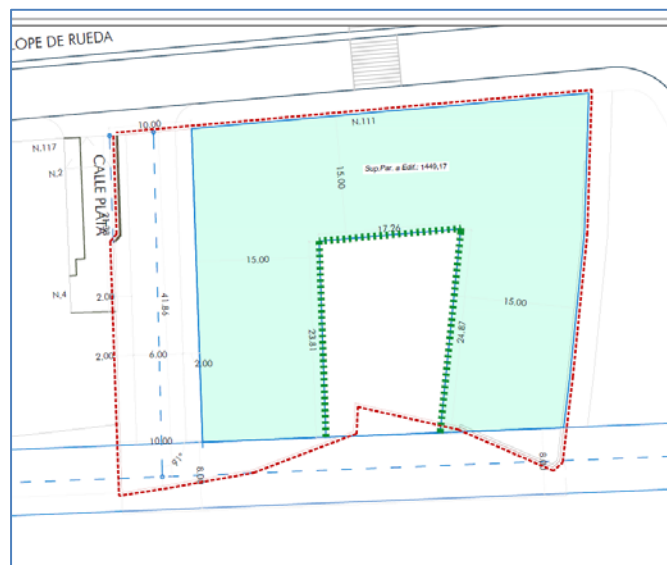 LOPE DE RUEDA
10.00
N.111
N.117
N.2
CALLE PLATA
15.00
Sup.Par. a Edif.: 1449,17
17.26
15.00
N.4
2.00
41.86
15.00
23.81
24.87
2.00
6.00
2.00
10.00
91°
8.00
8.00